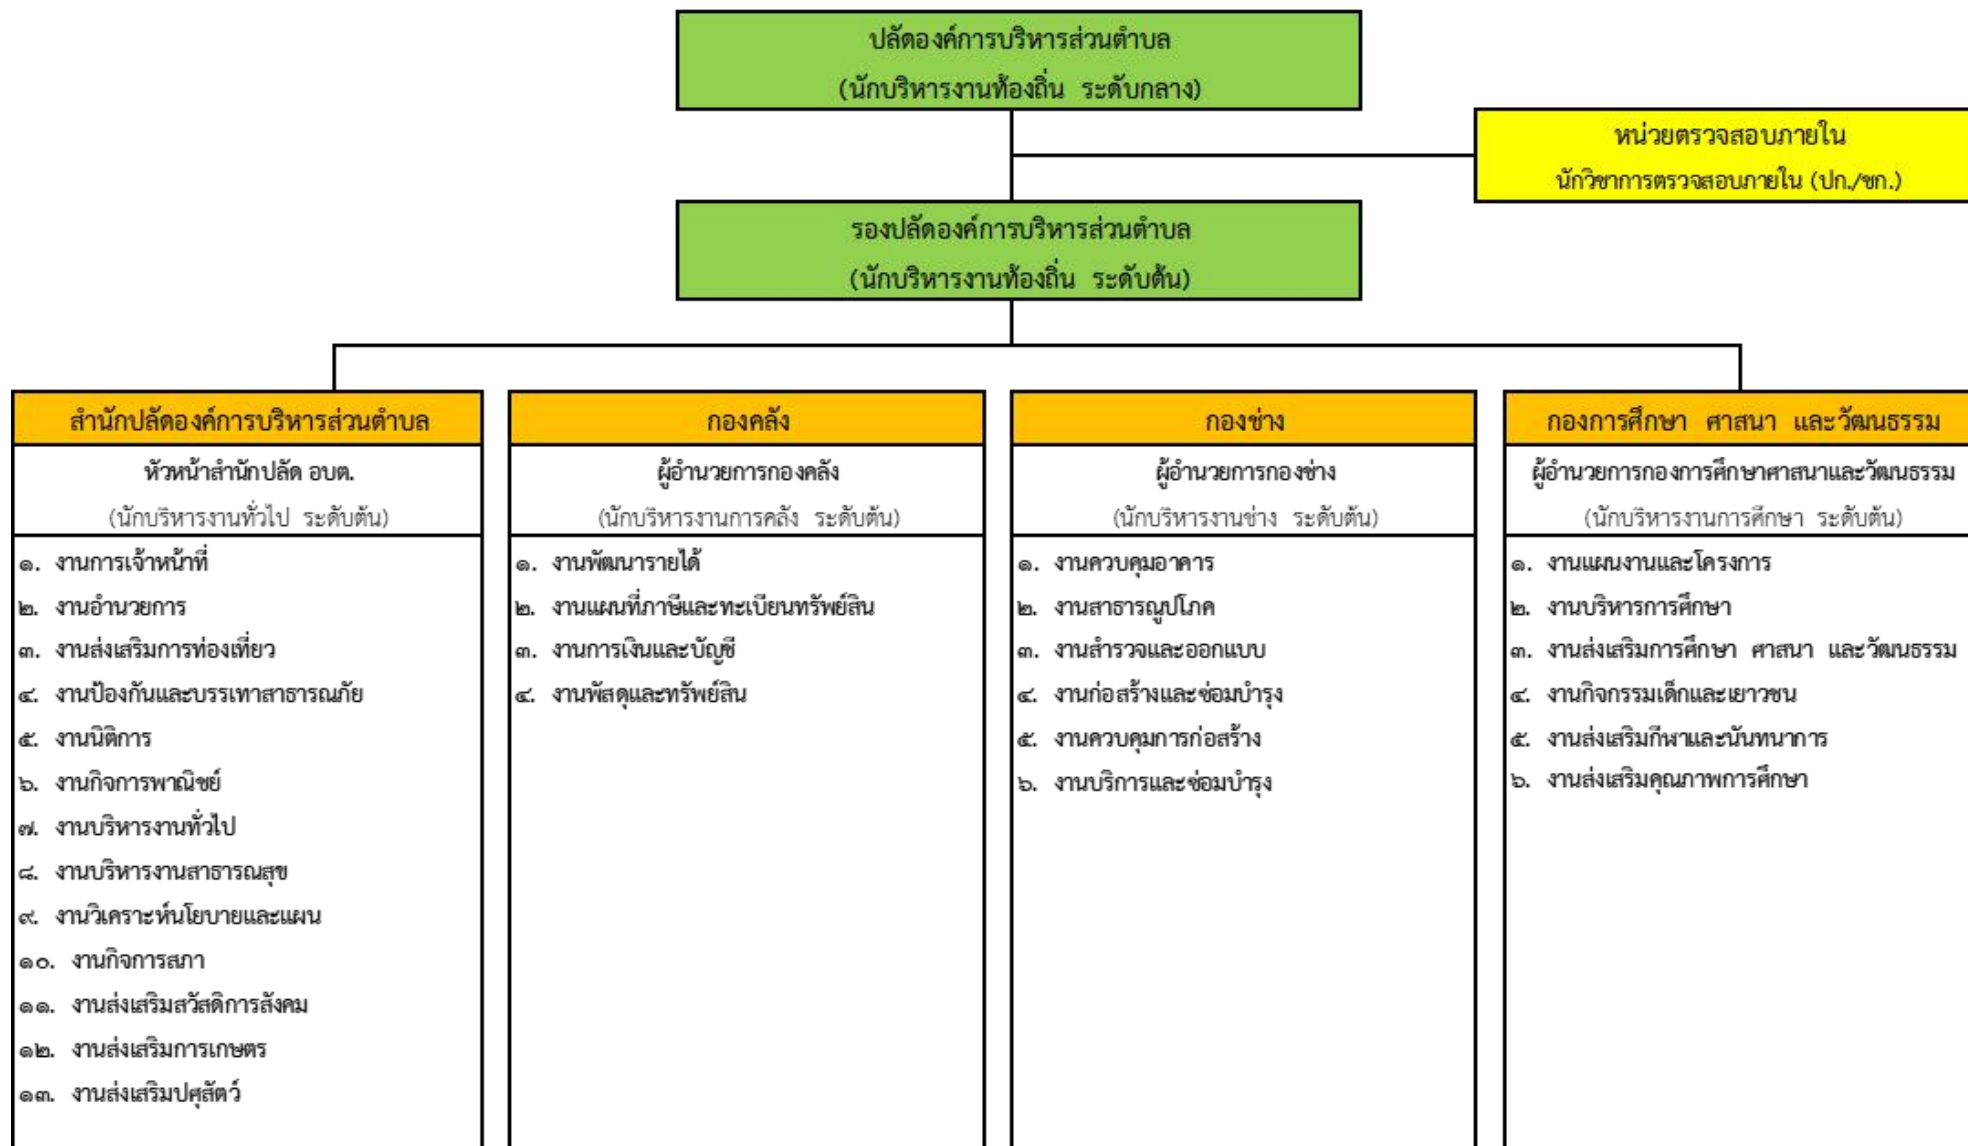 ปลัดองค์การบริหารส่วนตำบล
(นักบริหารงานท้องถิ่น ระดับกลาง)
หน่วยตรวจสอบภายใน
นักวิชาการตรวจสอบภายใน (ปก./ชก.)
รองปลัดองค์การบริหารส่วนตำบล
(นักบริหารงานท้องถิ่น ระดับต้น)
สำนักปลัดองค์การบริหารส่วนตำบล
หัวหน้าสำนักปลัด อบต.
(นักบริหารงานทั่วไป ระดับต้น)
๑. งานการเจ้าหน้าที่
๒. งานอำนวยการ
๓. งานส่งเสริมการท่องเที่ยว
๔. งานป้องกันและบรรเทาสาธารณภัย
๕. งานนิติการ
๖. งานกิจการพาณิชย์
๗. งานบริหารงานทั่วไป
๘. งานบริหารงานสาธารณสุข
๙. งานวิเคราะห์นโยบายและแผน
๑๐. งานกิจการสภา
๑๑. งานส่งเสริมสวัสดิการสังคม
๑๒. งานส่งเสริมการเกษตร
๑๓. งานส่งเสริมปศุสัตว์
กองคลัง
ผู้อำนวยการกองคลัง
(นักบริหารงานการคลัง ระดับต้น)
๑. งานพัฒนารายได้
๒. งานแผนที่ภาษีและทะเบียนทรัพย์สิน
๓. งานการเงินและบัญชี
๔. งานพัสดุและทรัพย์สิน
กองช่าง
ผู้อำนวยการกองช่าง
(นักบริหารงานช่าง ระดับต้น)
๑. งานควบคุมอาคาร
๒. งานสาธารณูปโภค
๓. งานสำรวจและออกแบบ
๔. งานก่อสร้างและซ่อมบำรุง
๕. งานควบคุมการก่อสร้าง
๖. งานบริการและซ่อมบำรุง
กองการศึกษา ศาสนา และวัฒนธรรม
ผู้อำนวยการกองการศึกษาศาสนาและวัฒนธรรม
(นักบริหารงานการศึกษา ระดับต้น)
๑. งานแผนงานและโครงการ
๒. งานบริหารการศึกษา
๓. งานส่งเสริมการศึกษา ศาสนา และวัฒนธรรม
๔. งานกิจกรรมเด็กและเยาวชน
๕. งานส่งเสริมกีฬาและนันทนาการ
๖. งานส่งเสริมคุณภาพการศึกษา